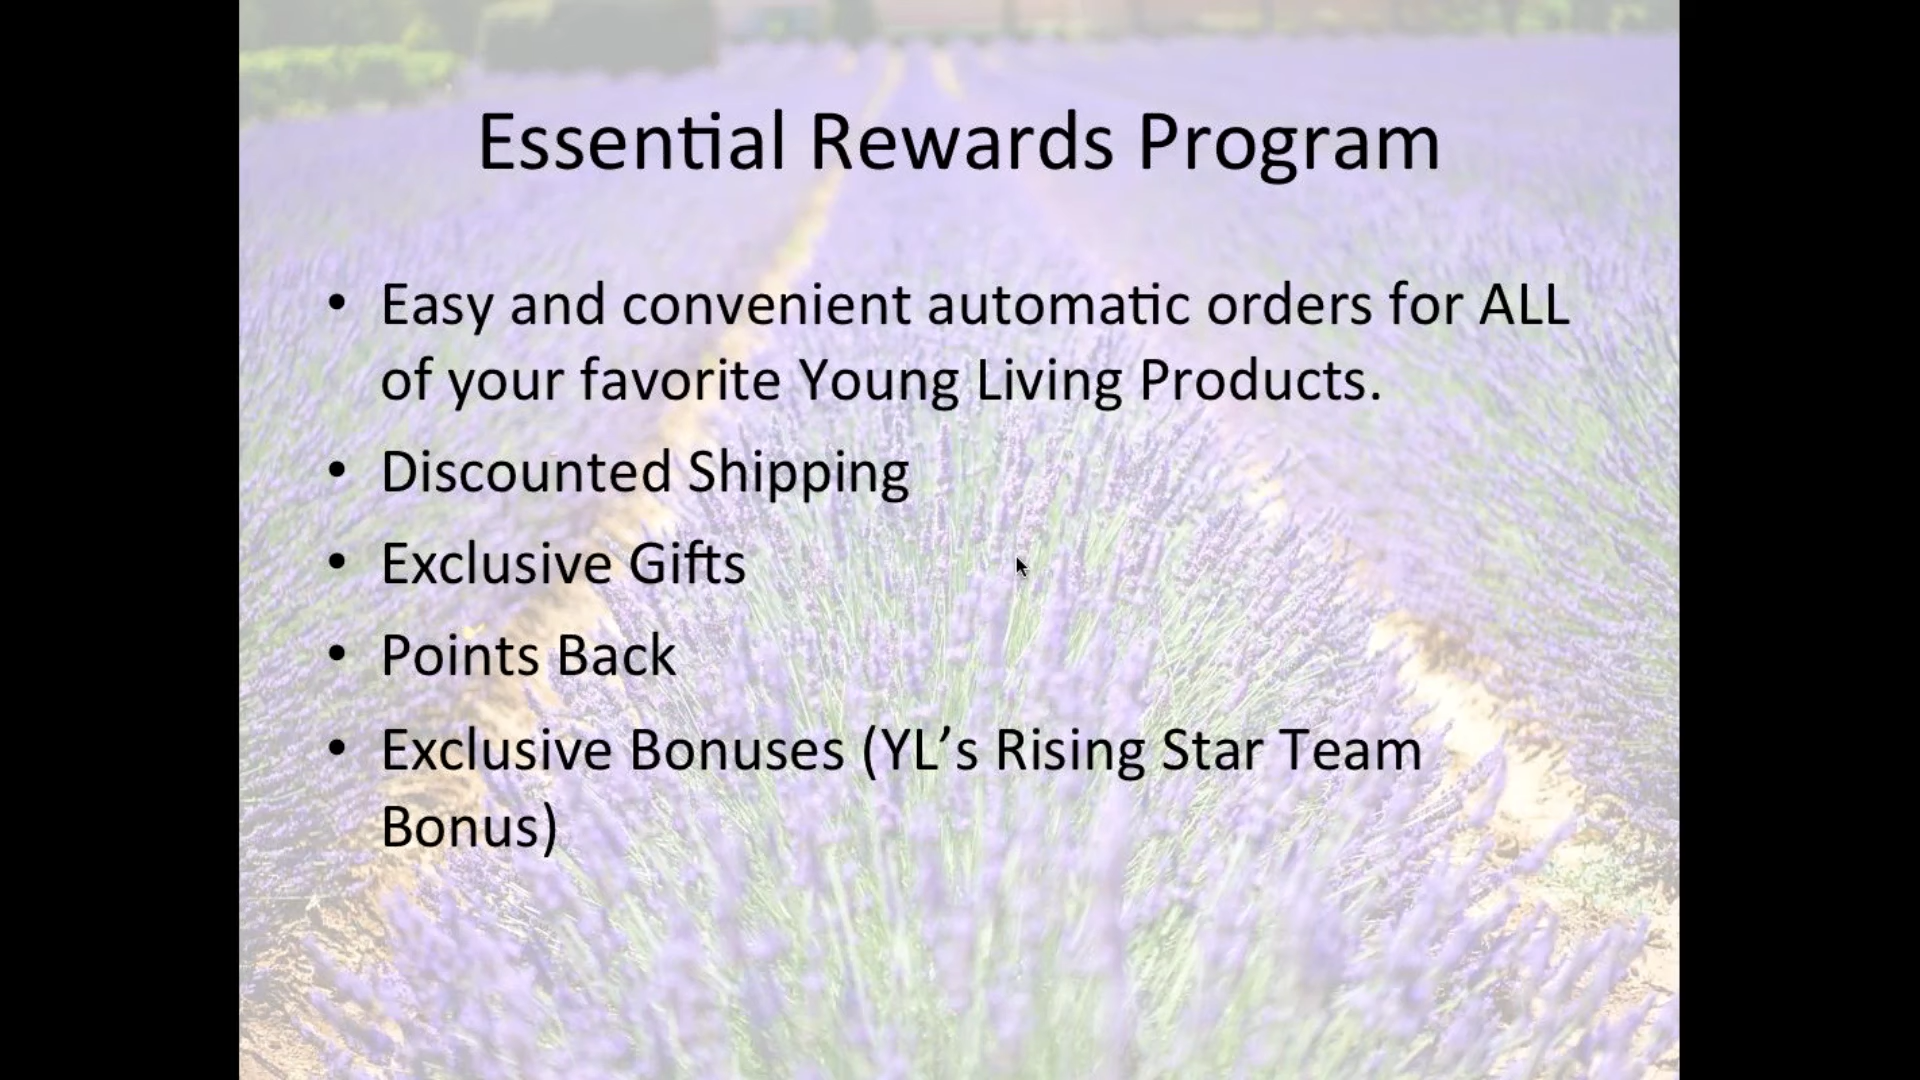 Essential Rewards Program
• Easy and convenient automatic orders for ALL
of your favorite Young Living Products.
• Discounted Shipping
• Exclusive Gifts
• Points Back
• Exclusive Bonuses (YL’s Rising Star Team
Bonus)